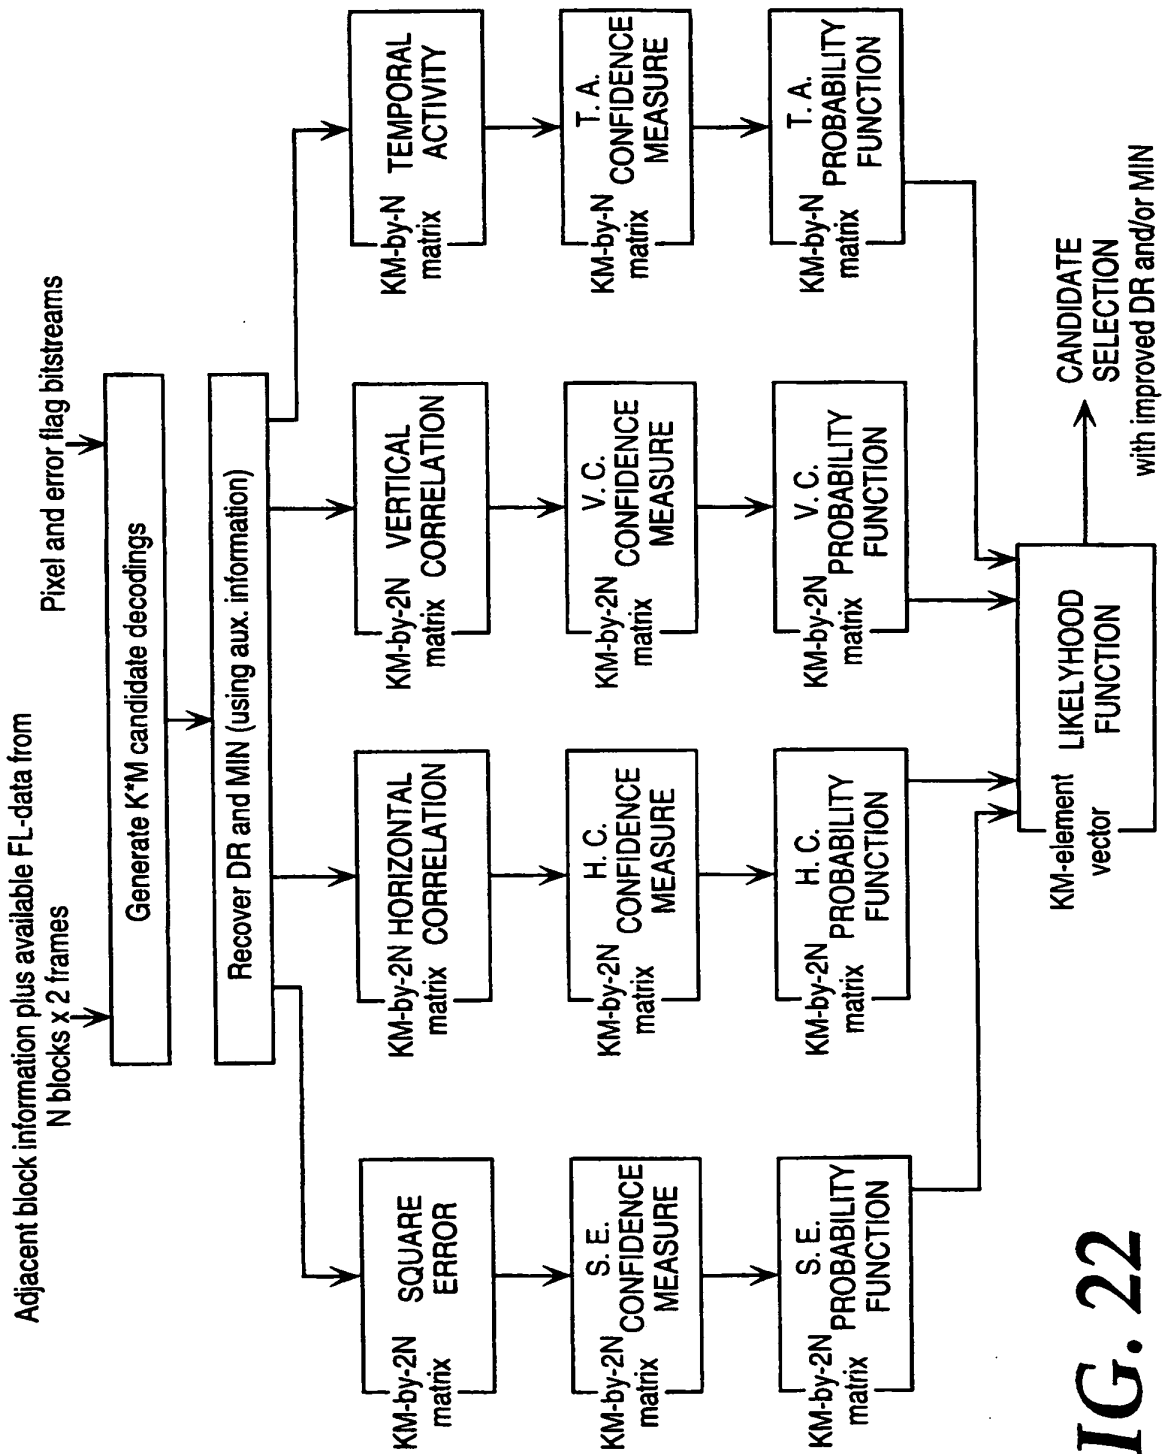 Adjacent block information plus available FL-data from
N blocks x 2 frames
Pixel and error flag bitstreams
Generate K*M candidate decodings
Recover DR and MIN (using aux. information)
KM-by-2N
matrix
SQUARE
ERROR
KM-by-2N
matrix
HORIZONTAL
CORRELATION
KM-by-2N
matrix
VERTICAL
CORRELATION
KM-by-N
matrix
TEMPORAL
ACTIVITY
KM-by-2N
matrix
S. E.
CONFIDENCE
MEASURE
KM-by-2N
matrix
H. C.
CONFIDENCE
MEASURE
KM-by-2N
matrix
V. C.
CONFIDENCE
MEASURE
KM-by-N
matrix
T. A.
CONFIDENCE
MEASURE
KM-by-2N
matrix
S. E.
PROBABILITY
FUNCTION
KM-by-2N
matrix
H. C.
PROBABILITY
FUNCTION
KM-by-2N
matrix
V. C.
PROBABILITY
FUNCTION
KM-by-N
matrix
T. A.
PROBABILITY
FUNCTION
KM-element
vector
LIKELYHOOD
FUNCTION
CANDIDATE
SELECTION
with improved DR and/or MIN
IG. 22